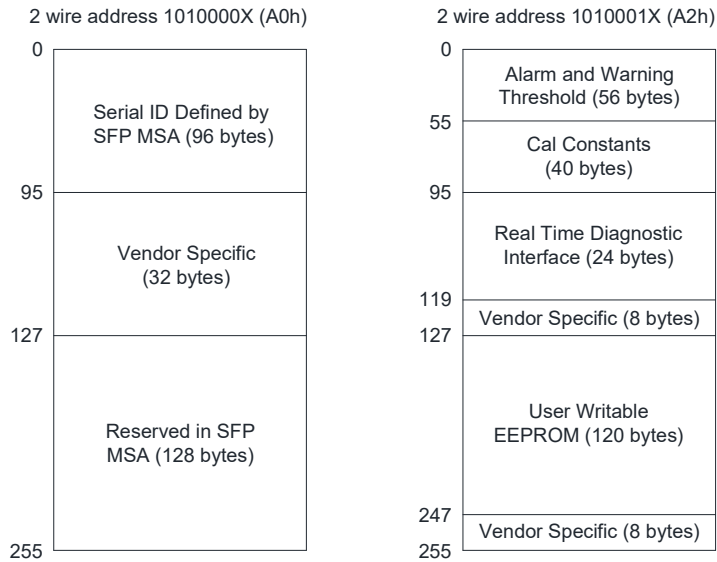 2 wire address 1010000X (A0h)
0
Serial ID Defined by
SFP MSA (96 bytes)
95
Vendor Specific
(32 bytes)
127
Reserved in SFP
MSA (128 bytes)
255
2 wire address 1010001X (A2h)
0
Alarm and Warning
Threshold (56 bytes)
55
Cal Constants
(40 bytes)
95
Real Time Diagnostic
Interface (24 bytes)
119
Vendor Specific (8 bytes)
127
User Writable
EEPROM (120 bytes)
247
Vendor Specific (8 bytes)
255